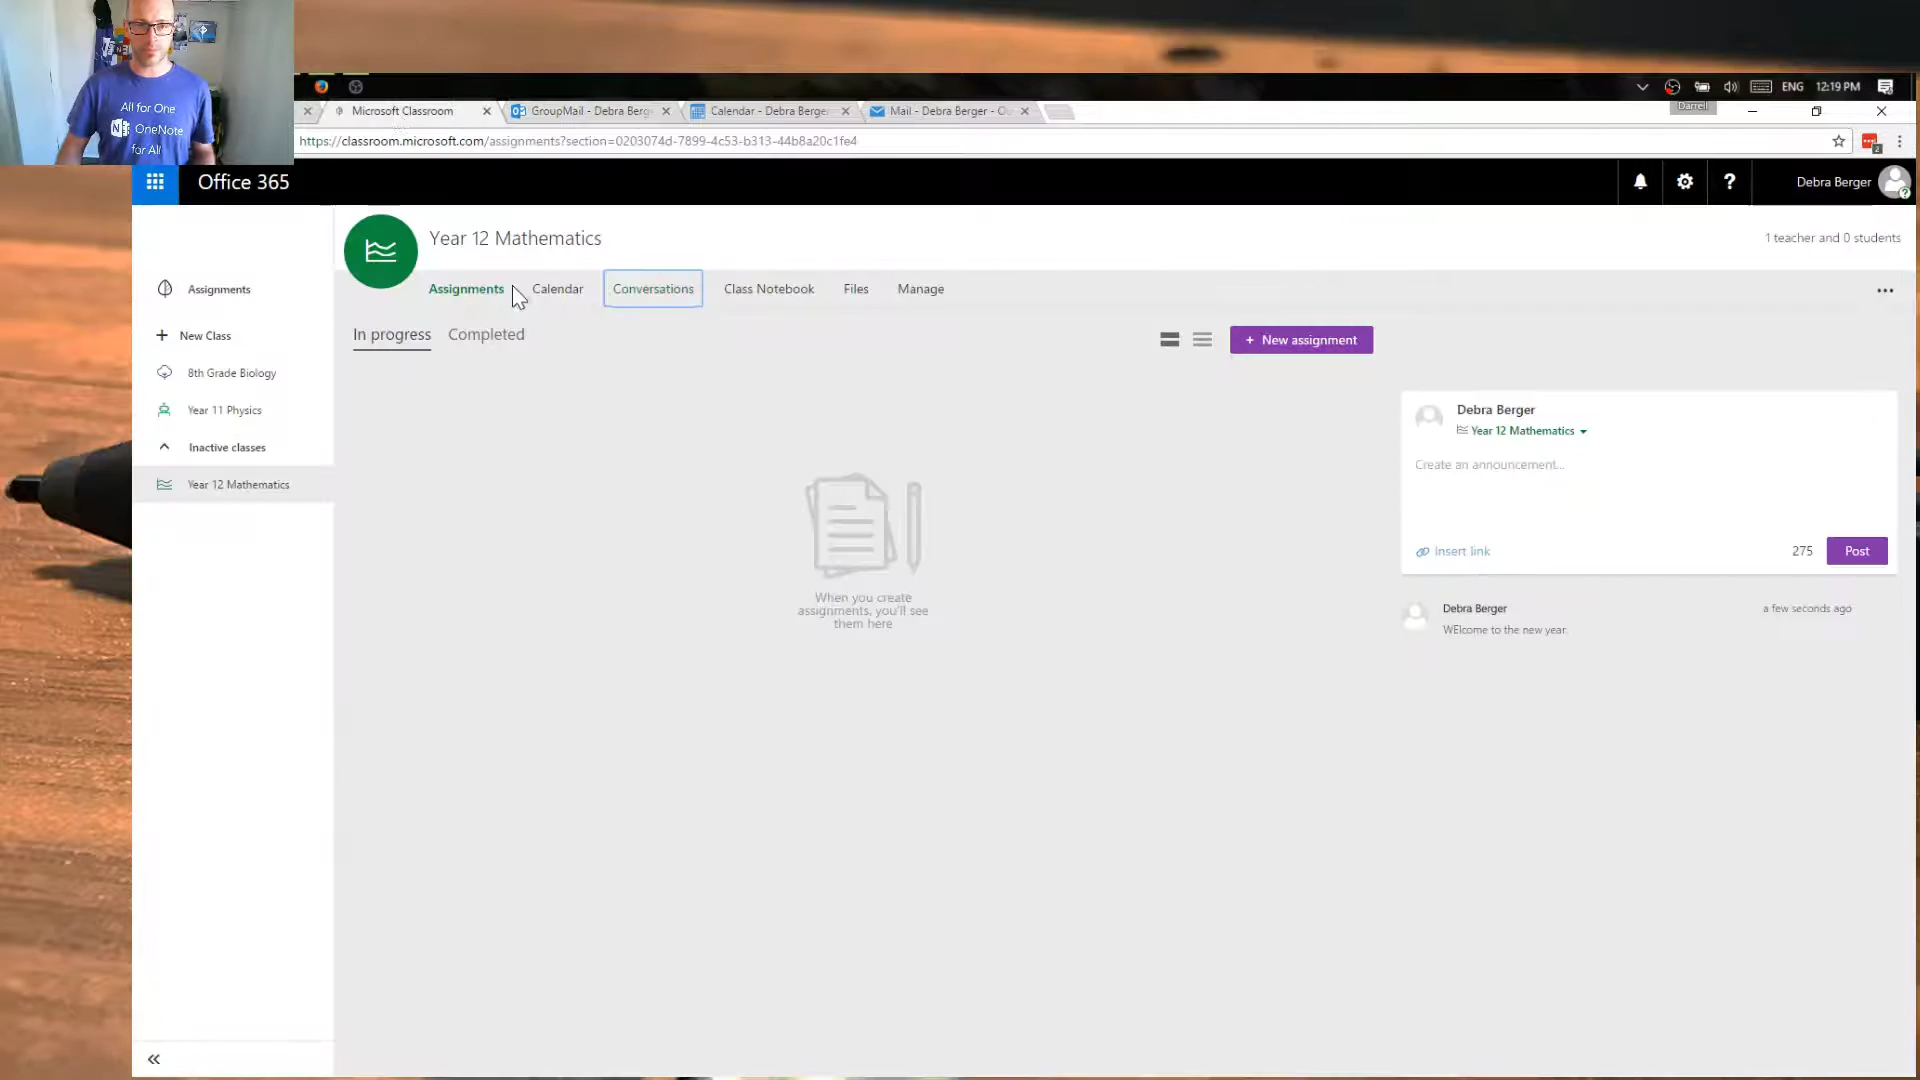 All for One
N OneNote
for All
ENG 12:19 PM
Darrell
Microsoft Classroom
GroupMail - Debra Berg
Calendar - Debra Berger
Mail - Debra Berger - O
https://classroom.microsoft.com/assignments?section=0203074d-7899-4c53-b313-44b8a20c1fe4
2
Office 365
? Debra Berger
Year 12 Mathematics
1 teacher and 0 students
Assignments Calendar Conversations Class Notebook Files Manage
Assignments
New Class
8th Grade Biology
Year 11 Physics
Inactive classes
Year 12 Mathematics
In progress Completed
+ New assignment
When you create
assignments, you'll see
them here
Debra Berger
Year 12 Mathematics
Create an announcement...
Insert link 275 Post
Debra Berger a few seconds ago
WElcome to the new year.